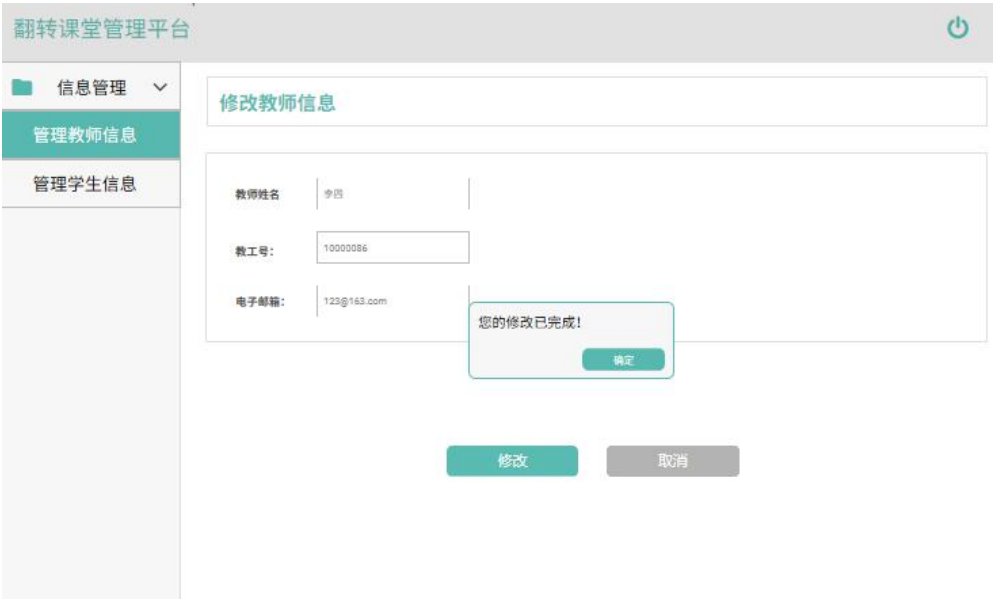 翻转课堂管理平台
信息管理
管理教师信息
管理学生信息
修改教师信息
教师姓名
李四
教工号：
10000086
电子邮箱：
123@163.com
您的修改已完成！
确定
修改
取消